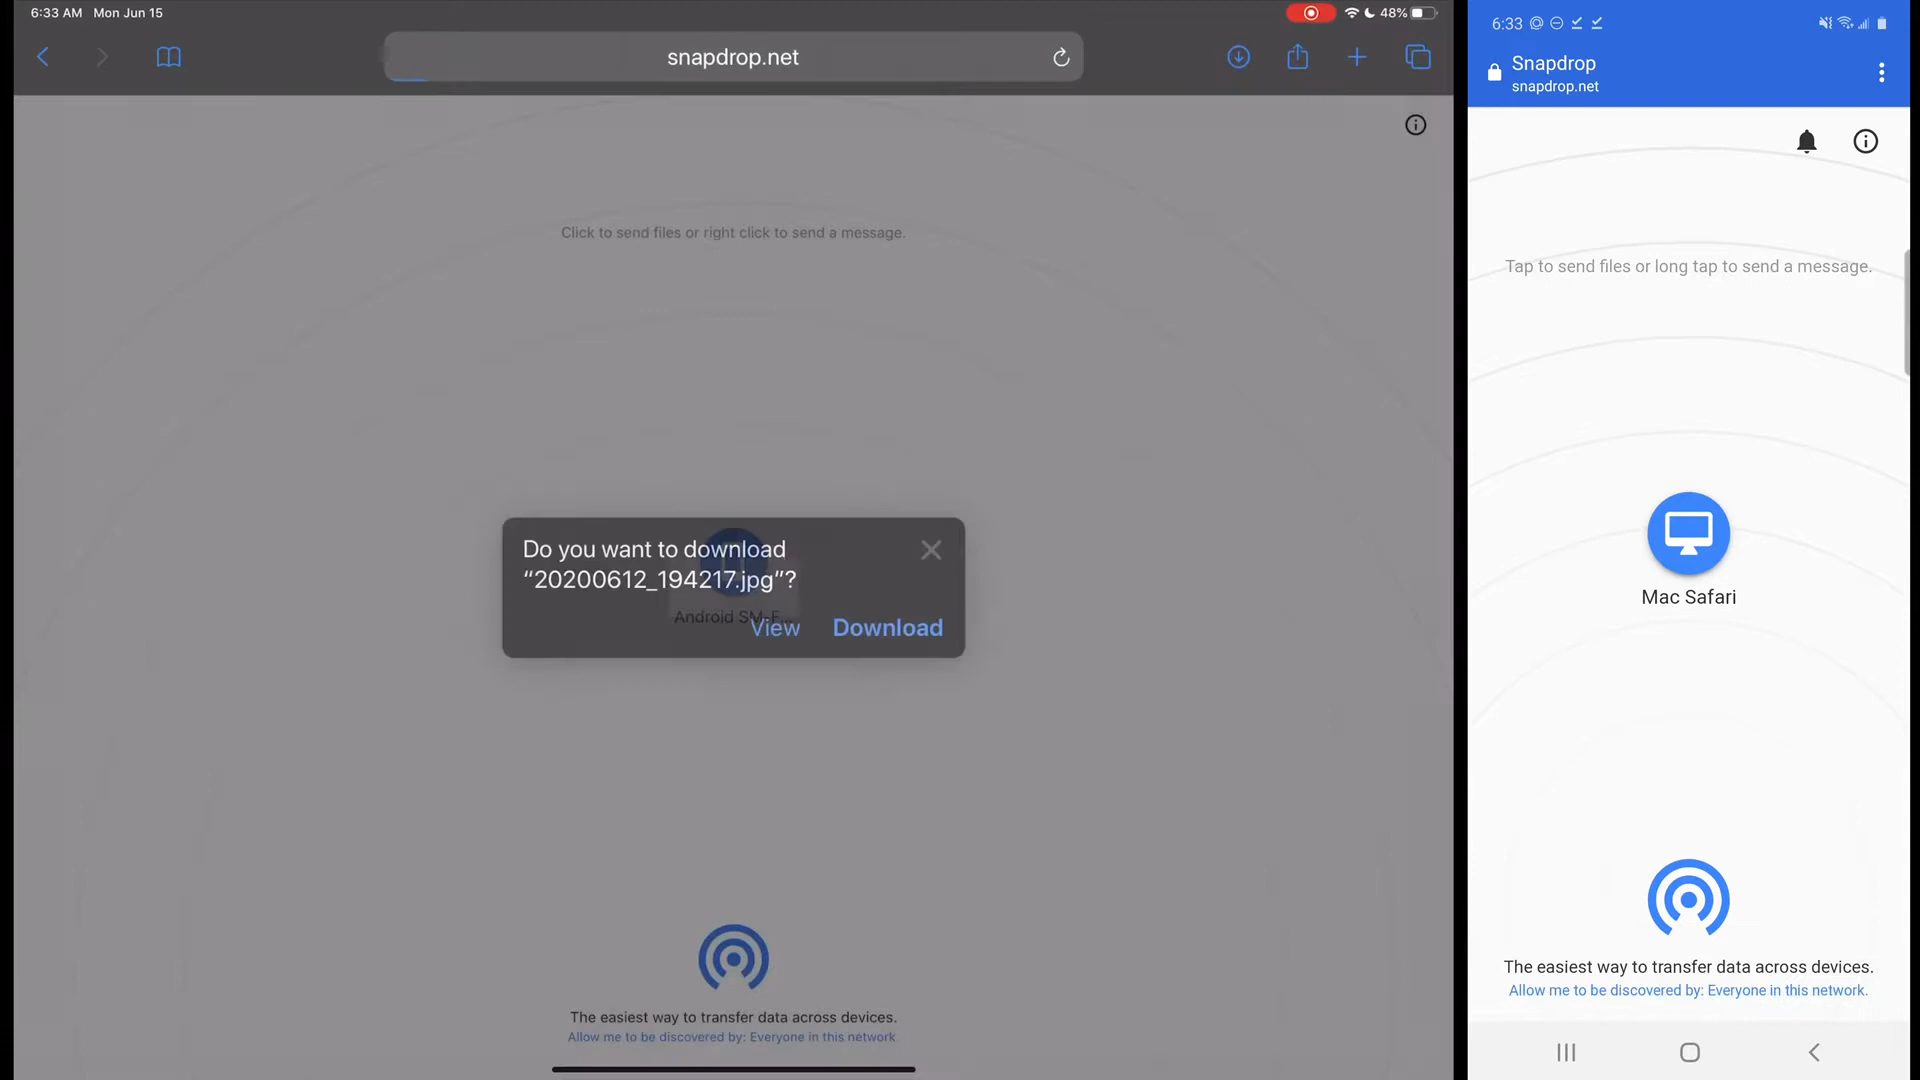 6:33 AM Mon Jun 15
48%
snapdrop.net
Click to send files or right click to send a message.
Do you want to download
“20200612_194217.jpg”?
Android SM-F...
View
Download
The easiest way to transfer data across devices.
Allow me to be discovered by: Everyone in this network.
6:33
Snapdrop
snapdrop.net
Tap to send files or long tap to send a message.
Mac Safari
The easiest way to transfer data across devices.
Allow me to be discovered by: Everyone in this network.